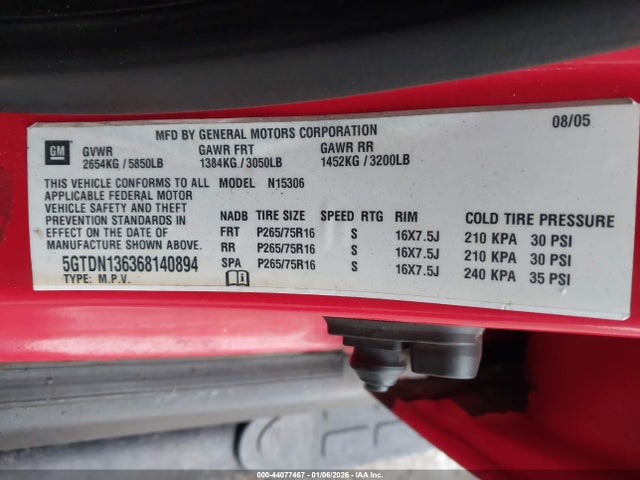 MFD BY GENERAL MOTORS CORPORATION 08/05
GM GVWR GAWR FRT GAWR RR
2654KG / 5850LB 1384KG / 3050LB 1452KG / 3200LB
THIS VEHICLE CONFORMS TO ALL MODEL N15306
APPLICABLE FEDERAL MOTOR
VEHICLE SAFETY AND THEFT
PREVENTION STANDARDS IN
EFFECT ON THE DATE OF
MANUFACTURE SHOWN ABOVE.
5GTDN136368140894
TYPE: M.P.V.
NADB TIRE SIZE SPEED RTG RIM COLD TIRE PRESSURE
FRT P265/75R16 S 16X7.5J 210 KPA 30 PSI
RR P265/75R16 S 16X7.5J 210 KPA 30 PSI
SPA P265/75R16 S 16X7.5J 240 KPA 35 PSI
000-44077467 | 01/06/2026 | IAA Inc.